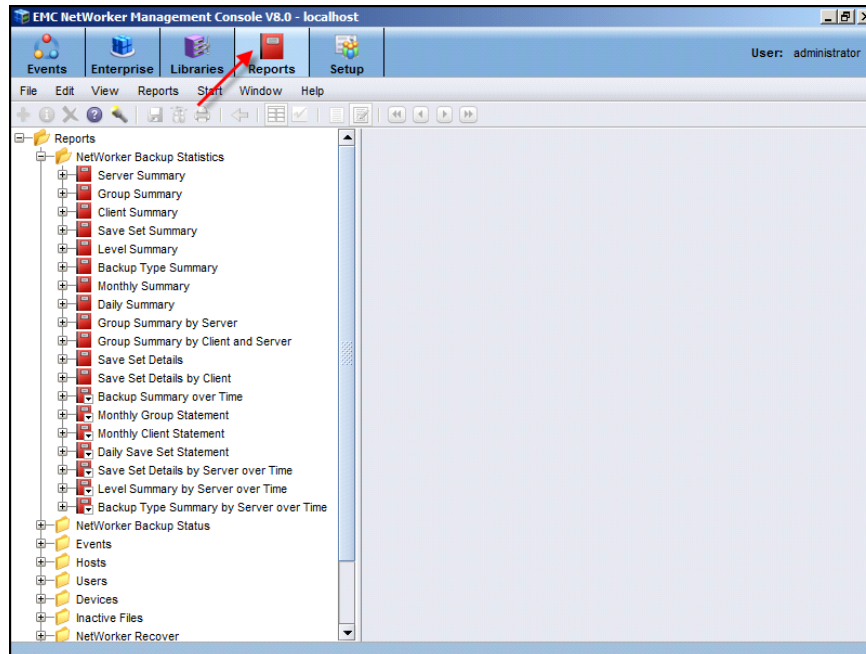 EMC NetWorker Management Console V8.0 - localhost
Events Enterprise Libraries Reports Setup
User: administrator
File Edit View Reports Start Window Help
Reports
NetWorker Backup Statistics
Server Summary
Group Summary
Client Summary
Save Set Summary
Level Summary
Backup Type Summary
Monthly Summary
Daily Summary
Group Summary by Server
Group Summary by Client and Server
Save Set Details
Save Set Details by Client
Backup Summary over Time
Monthly Group Statement
Monthly Client Statement
Daily Save Set Statement
Save Set Details by Server over Time
Level Summary by Server over Time
Backup Type Summary by Server over Time
NetWorker Backup Status
Events
Hosts
Users
Devices
Inactive Files
NetWorker Recover